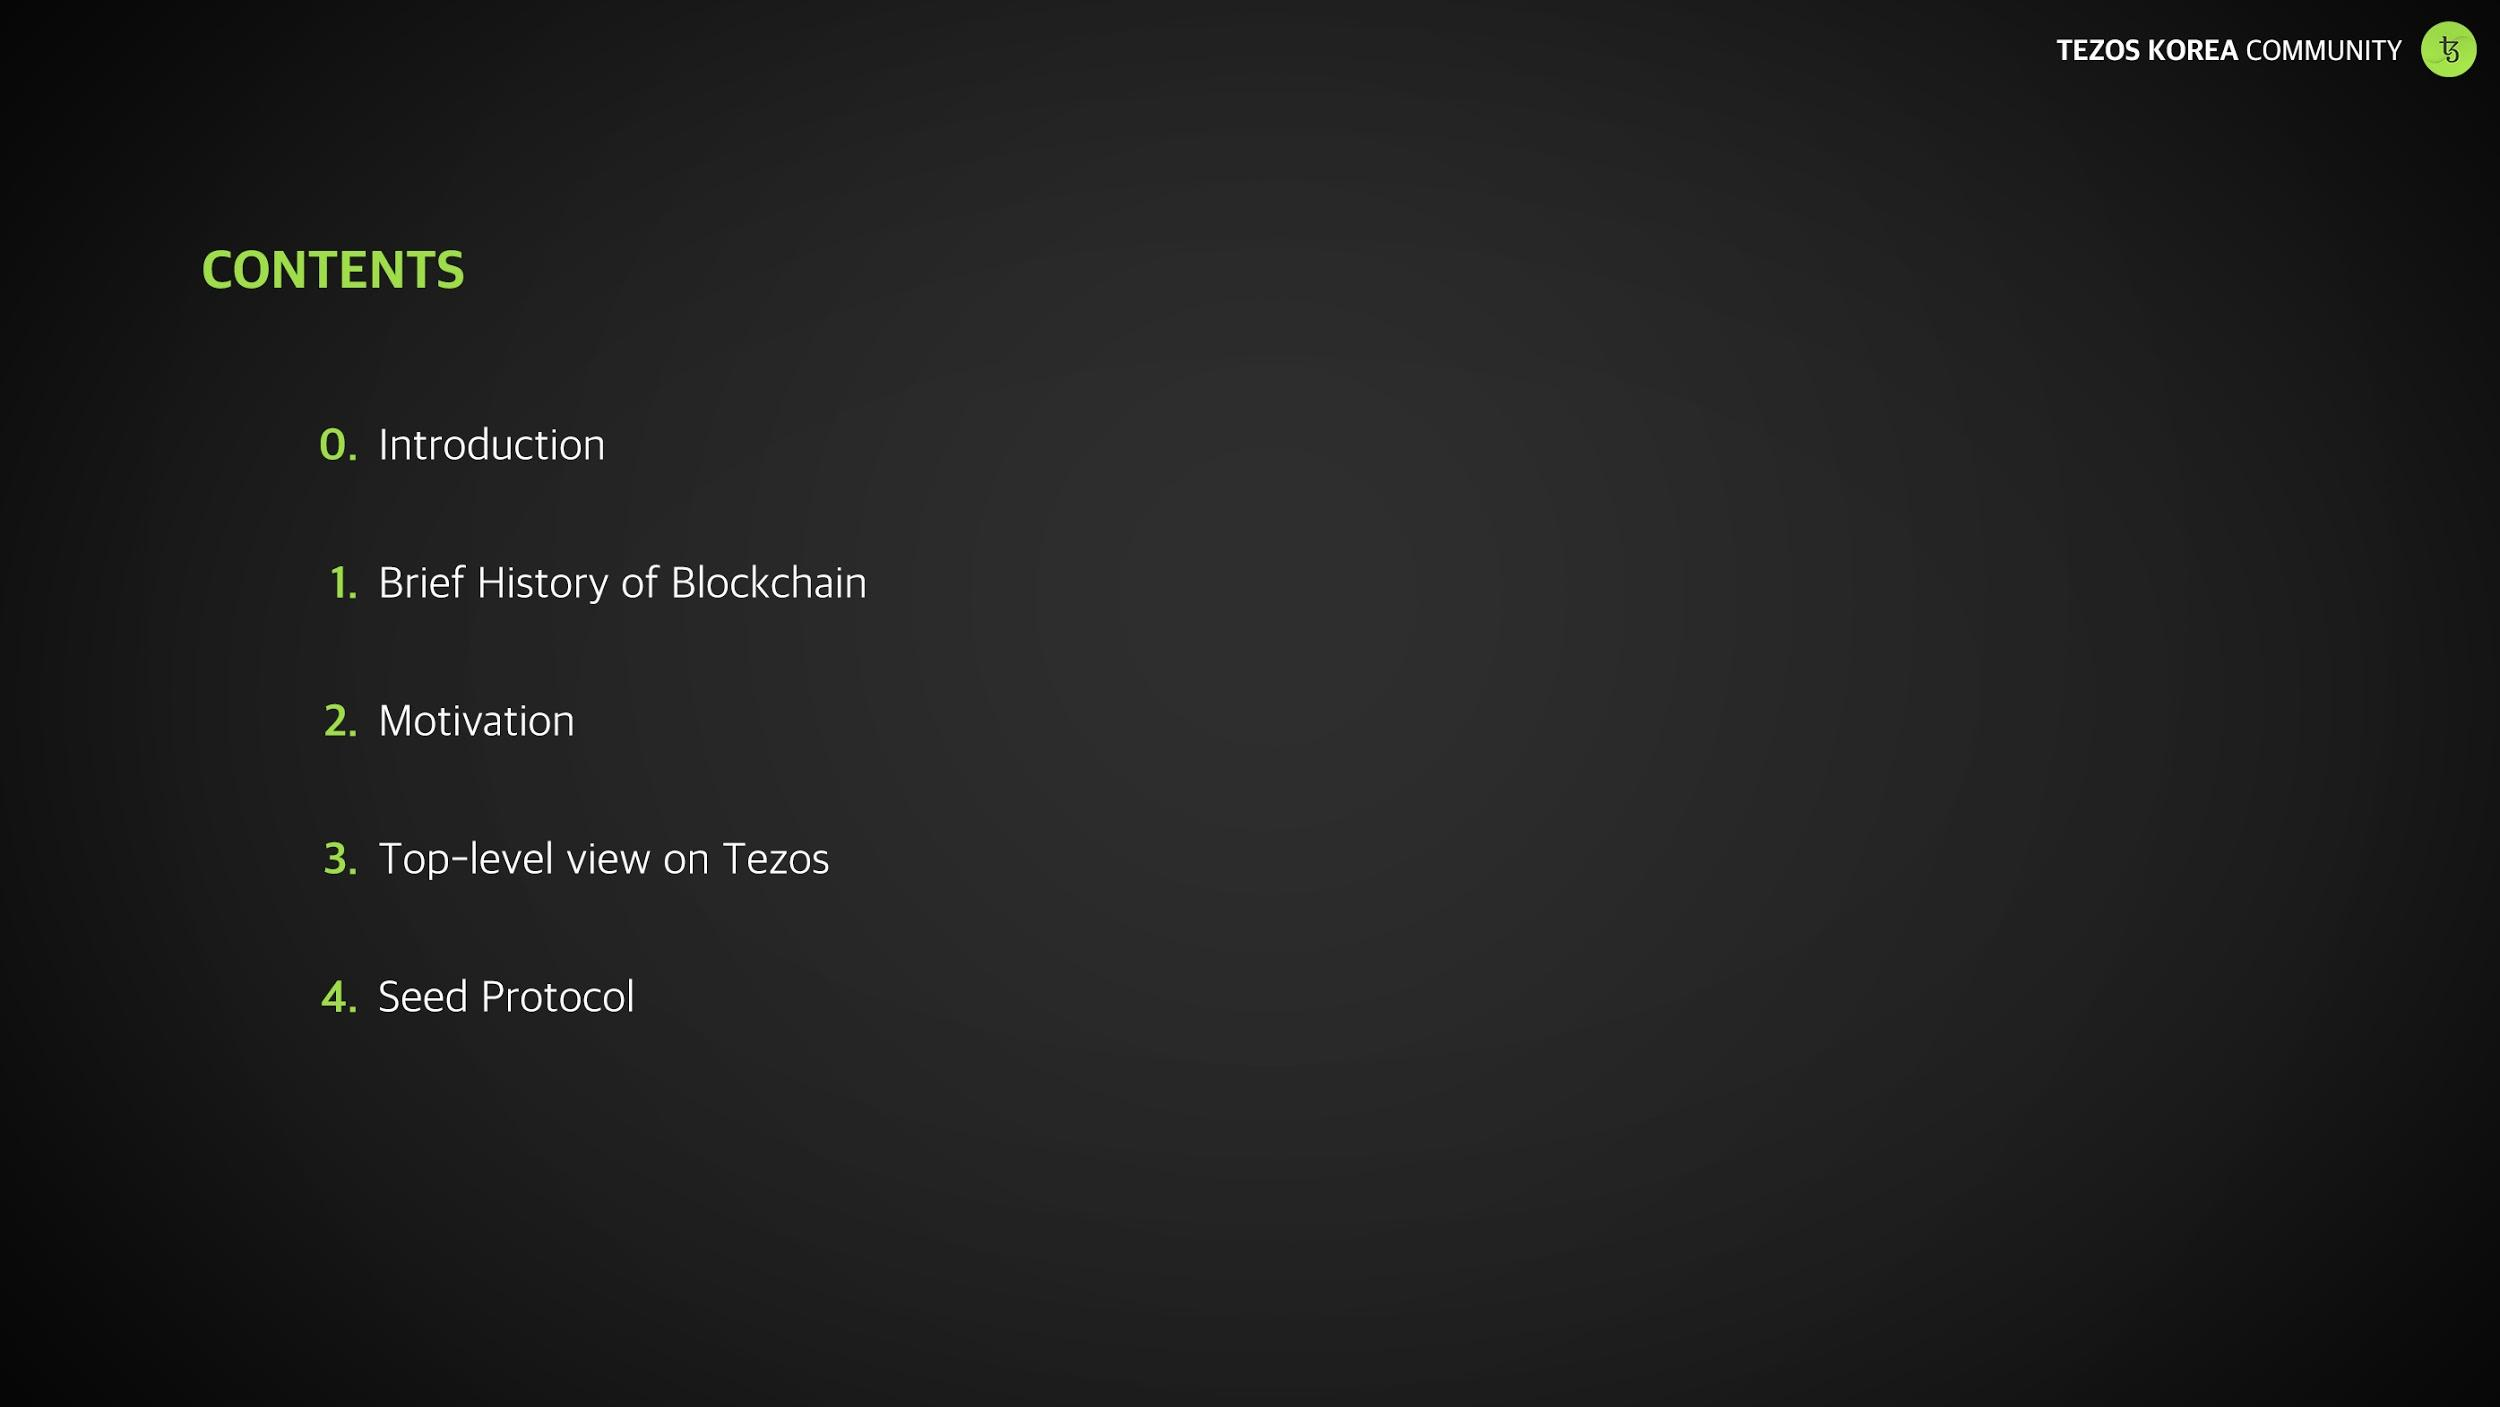 TEZOS KOREA COMMUNITY
CONTENTS
0. Introduction
1. Brief History of Blockchain
2. Motivation
3. Top-level view on Tezos
4. Seed Protocol